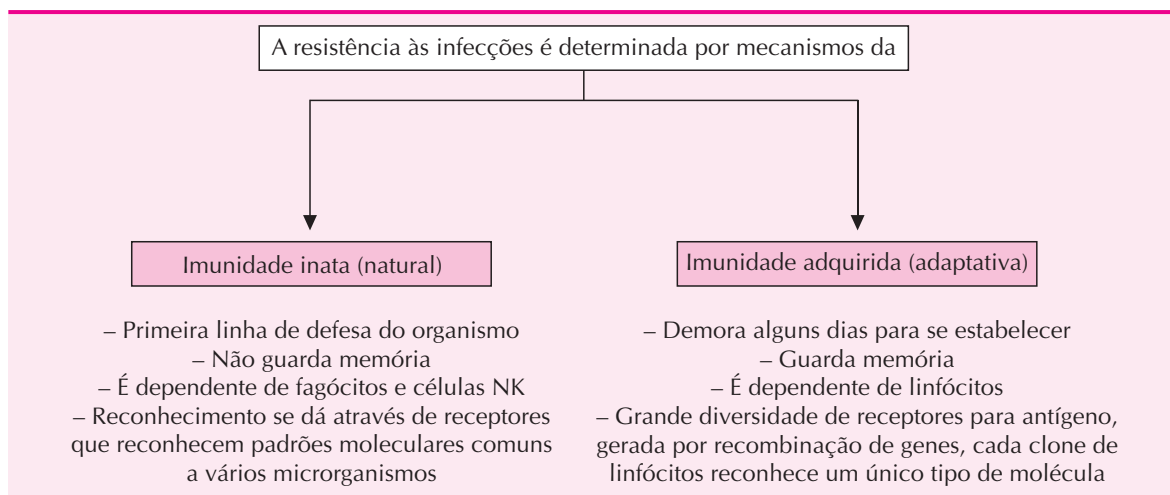 A resistência às infecções é determinada por mecanismos da
Imunidade inata (natural)
– Primeira linha de defesa do organismo
– Não guarda memória
– É dependente de fagócitos e células NK
– Reconhecimento se dá através de receptores
que reconhecem padrões moleculares comuns
a vários microrganismos
Imunidade adquirida (adaptativa)
– Demora alguns dias para se estabelecer
– Guarda memória
– É dependente de linfócitos
– Grande diversidade de receptores para antígeno,
gerada por recombinação de genes, cada clone de
linfócitos reconhece um único tipo de molécula